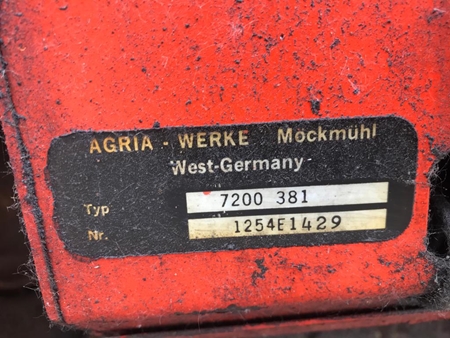 AGRIA - WERKE Möckmühl
West-Germany
Typ 7200 381
Nr. 1254E1429